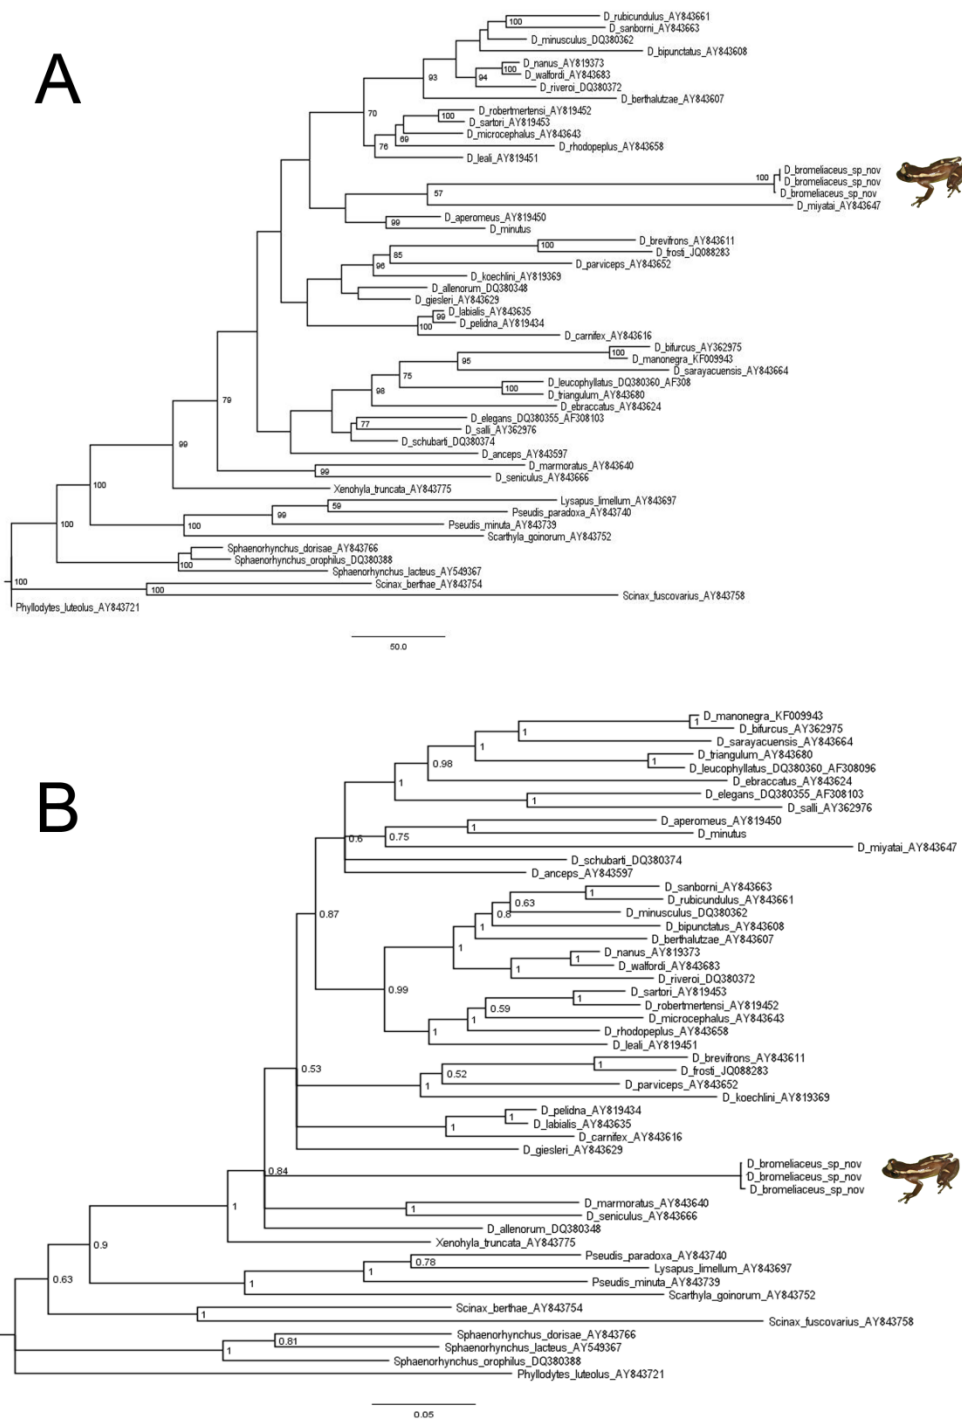 A
D_rubicundulus_AY843661
100
D_sanborni_AY843663
D_minusculus_DQ380362
D_bipunctatus_AY843608
D_nanus_AY819373
100
D_walfordi_AY843683
93
94
D_riveroi_DQ380372
D_berthalutzae_AY843607
D_robertmertensi_AY819452
70
100
D_sartori_AY819453
D_microcephalus_AY843643
69
76
D_rhodopeplus_AY843658
D_leali_AY819451
D_bromeliaceus_sp_nov
100
D_bromeliaceus_sp_nov
57
D_bromeliaceus_sp_nov
D_miyatai_AY843647
D_aperomeus_AY819450
99
D_minutus
D_brevifrons_AY843611
100
85
D_frosti_JQ088283
96
D_parviceps_AY843652
D_koechlini_AY819369
D_allenorum_DQ380348
D_giesleri_AY843629
D_labialis_AY843635
99
D_pelidna_AY819434
100
D_carnifex_AY843616
D_bifurcus_AY362975
100
D_manonegra_KF009943
95
D_sarayacuensis_AY843664
75
D_leucophyllatus_DQ380360_AF308
100
98
D_triangulum_AY843680
79
D_ebraccatus_AY843624
D_elegans_DQ380355_AF308103
77
D_salli_AY362976
D_schubarti_DQ380374
99
D_anceps_AY843597
D_marmoratus_AY843640
99
D_seniculus_AY843666
100
Xenohyla_truncata_AY843775
Lysapus_limellum_AY843697
59
Pseudis_paradoxa_AY843740
99
Pseudis_minuta_AY843739
100
100
Scarthyla_goinorum_AY843752
Sphaenorhynchus_dorisae_AY843766
Sphaenorhynchus_orophilus_DQ380388
100
Sphaenorhynchus_lacteus_AY549367
100
Scinax_berthae_AY843754
100
Scinax_fuscovarius_AY843758
Phyllodytes_luteolus_AY843721
50.0
B
D_manonegra_KF009943
1
D_bifurcus_AY362975
1
D_sarayacuensis_AY843664
1
D_triangulum_AY843680
0.98
1
D_leucophyllatus_DQ380360_AF308096
1
D_ebraccatus_AY843624
D_elegans_DQ380355_AF308103
1
D_salli_AY362976
D_aperomeus_AY819450
1
0.6
0.75
D_minutus
D_miyatai_AY843647
D_schubarti_DQ380374
D_anceps_AY843597
D_sanborni_AY843663
1
0.63
D_rubicundulus_AY843661
0.87
0.8
D_minusculus_DQ380362
1
D_bipunctatus_AY843608
D_berthalutzae_AY843607
1
D_nanus_AY819373
1
D_walfordi_AY843683
1
D_riveroi_DQ380372
0.99
D_sartori_AY819453
1
D_robertmertensi_AY819452
0.59
D_microcephalus_AY843643
1
D_rhodopeplus_AY843658
1
D_leali_AY819451
D_brevifrons_AY843611
1
0.53
0.52
D_frosti_JQ088283
1
D_parviceps_AY843652
D_koechlini_AY819369
D_pelidna_AY819434
1
D_labialis_AY843635
1
D_carnifex_AY843616
D_giesleri_AY843629
D_bromeliaceus_sp_nov
0.84
D_bromeliaceus_sp_nov
D_bromeliaceus_sp_nov
D_marmoratus_AY843640
1
1
D_seniculus_AY843666
D_allenorum_DQ380348
0.9
Xenohyla_truncata_AY843775
Pseudis_paradoxa_AY843740
0.78
Lysapus_limellum_AY843697
0.63
1
1
Pseudis_minuta_AY843739
Scarthyla_goinorum_AY843752
Scinax_berthae_AY843754
1
Scinax_fuscovarius_AY843758
Sphaenorhynchus_dorisae_AY843766
0.81
Sphaenorhynchus_lacteus_AY549367
1
Sphaenorhynchus_orophilus_DQ380388
Phyllodytes_luteolus_AY843721
0.05